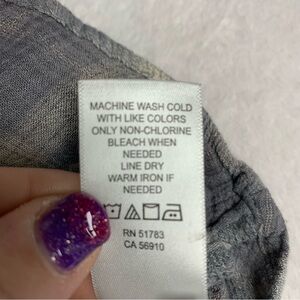 MACHINE WASH COLD
WITH LIKE COLORS
ONLY NON-CHLORINE
BLEACH WHEN
NEEDED
LINE DRY
WARM IRON IF
NEEDED
RN 51783
CA 56910